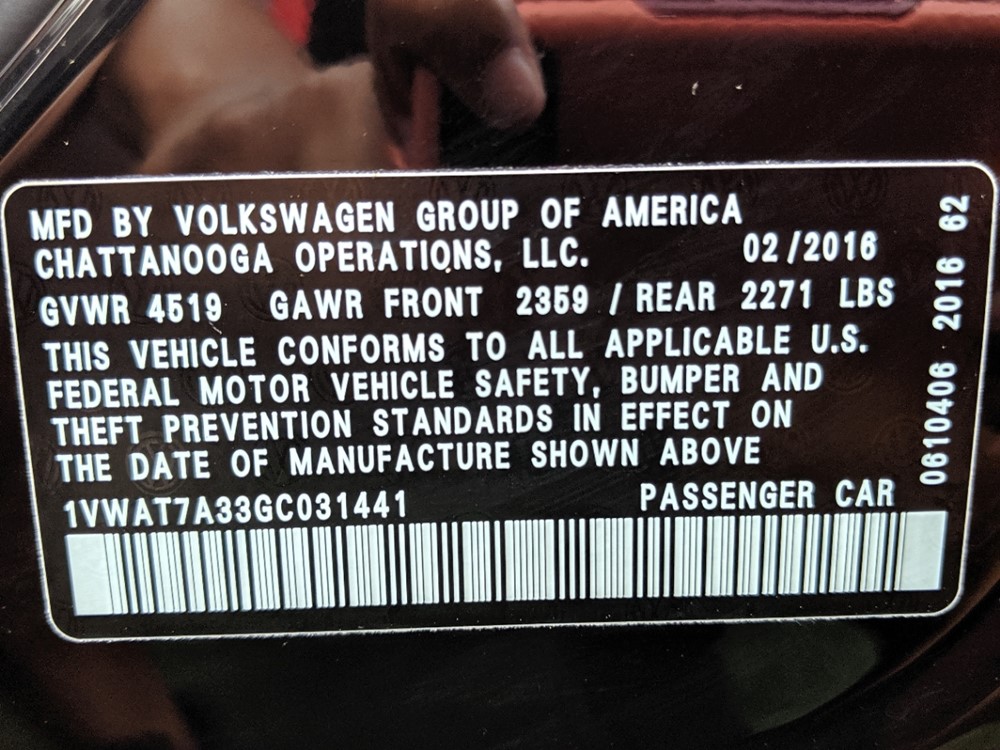 MFD BY VOLKSWAGEN GROUP OF AMERICA
CHATTANOOGA OPERATIONS, LLC. 02/2016
GVWR 4519 GAWR FRONT 2359 / REAR 2271 LBS
THIS VEHICLE CONFORMS TO ALL APPLICABLE U.S.
FEDERAL MOTOR VEHICLE SAFETY, BUMPER AND
THEFT PREVENTION STANDARDS IN EFFECT ON
THE DATE OF MANUFACTURE SHOWN ABOVE
1VWAT7A33GC031441 PASSENGER CAR
0610406 2016 62